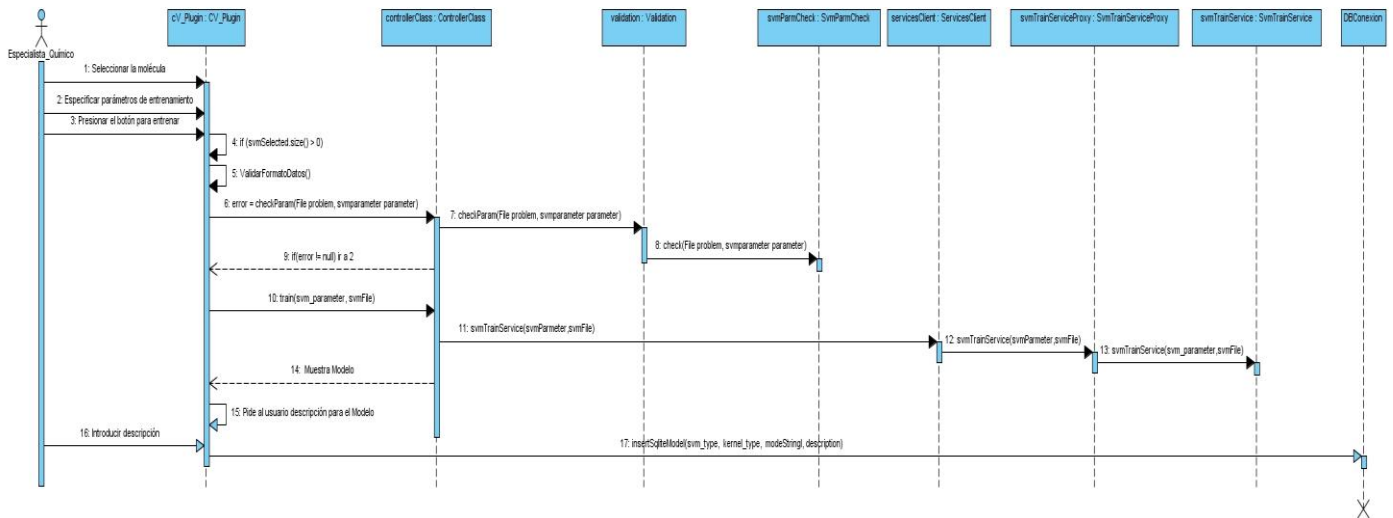 cV_Plugin : CV_Plugin
controllerClass : ControllerClass
validation : Validation
svmParmCheck : SvmParmCheck
servicesClient : ServicesClient
svmTrainServiceProxy : SvmTrainServiceProxy
svmTrainService : SvmTrainService
DBConexion
Especialista_Químico
1: Seleccionar la molécula
2: Especificar parámetros de entrenamiento
3: Presionar el botón para entrenar
4: if (svmSelected.size() > 0)
5: ValidarFormatoDatos()
6: error = checkParam(File problem, svmparameter parameter)
7: checkParam(File problem, svmparameter parameter)
8: check(File problem, svmparameter parameter)
9: if(error != null) ir a 2
10: train(svm_parameter, svmFile)
11: svmTrainService(svmParmeter,svmFile)
12: svmTrainService(svmParmeter,svmFile)
13: svmTrainService(svm_parameter,svmFile)
14: Muestra Modelo
15: Pide al usuario descripción para el Modelo
16: Introducir descripción
17: insertSqliteModel(svm_type, kernel_type, modeStringl, description)